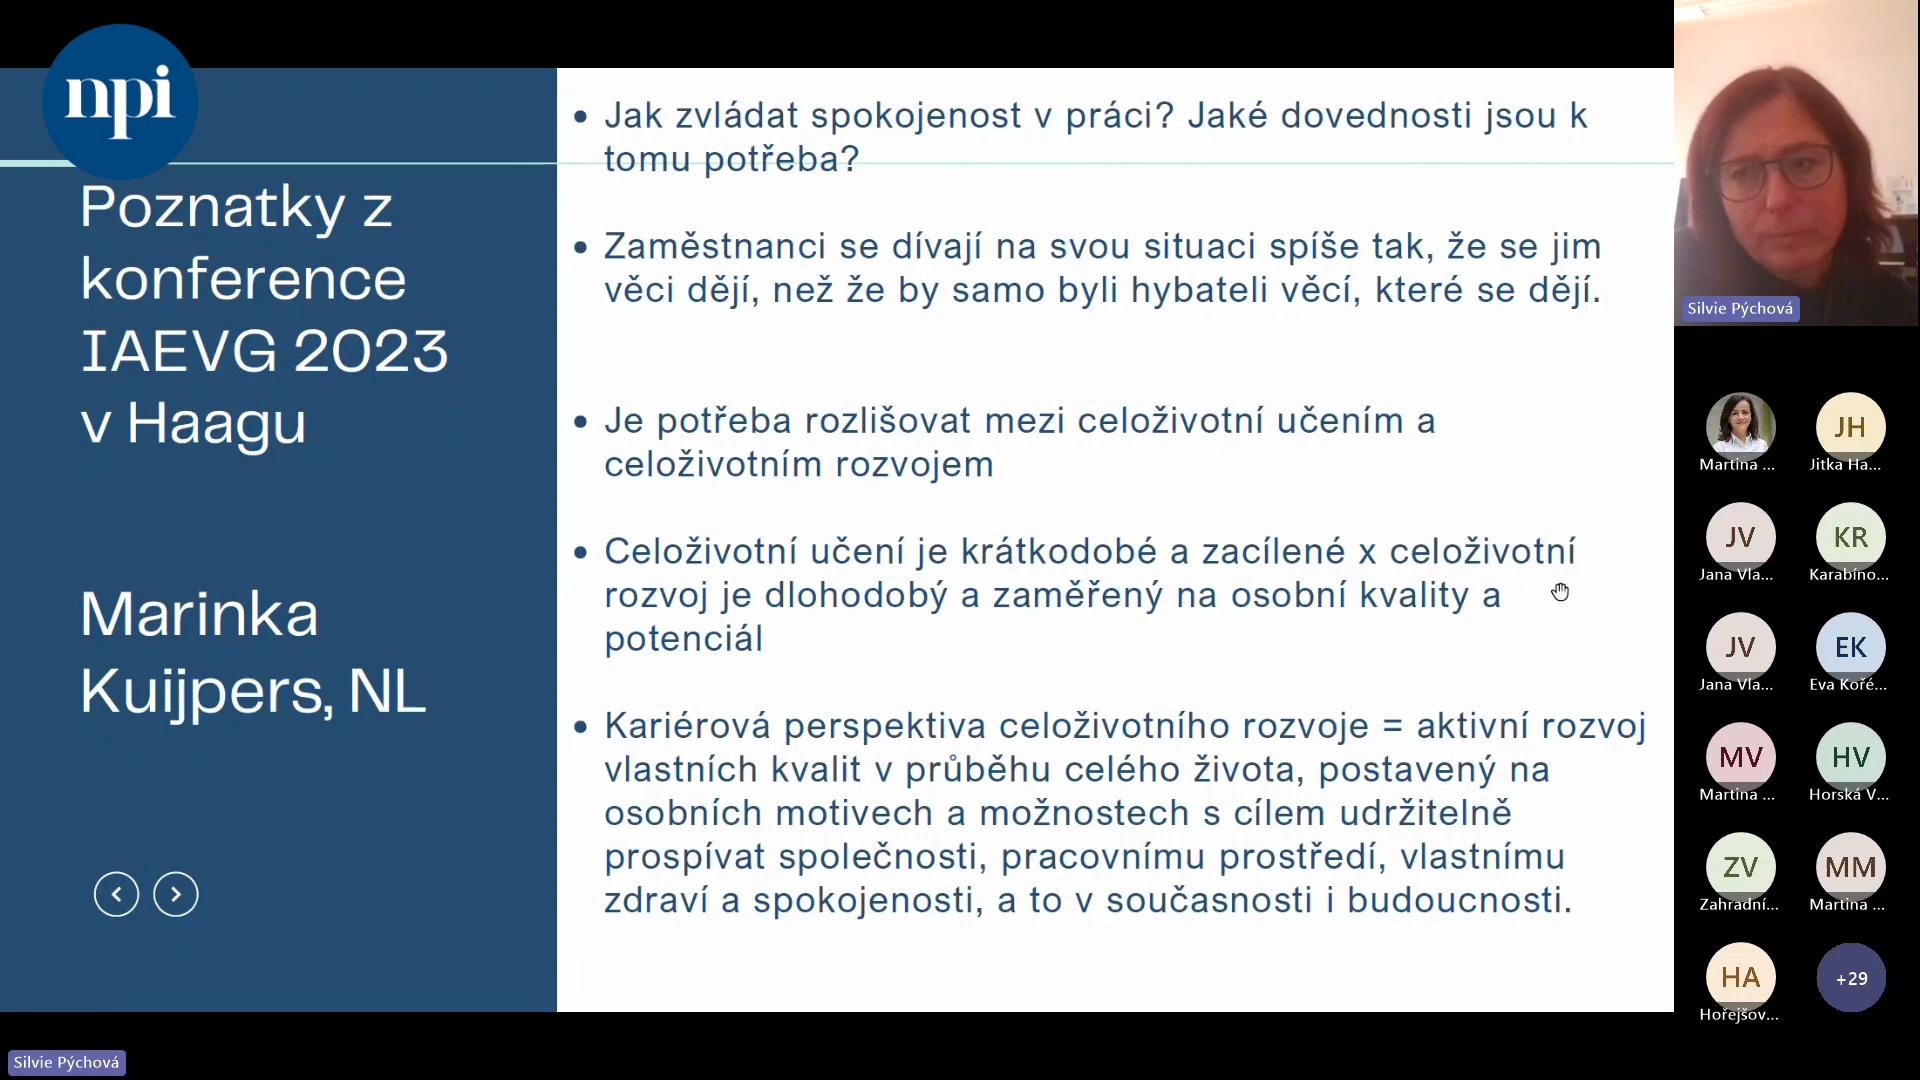 npi
Poznatky z
konference
IAEVG 2023
v Haagu
Marinka
Kuijpers, NL
• Jak zvládat spokojenost v práci? Jaké dovednosti jsou k
tomu potřeba?
• Zaměstnanci se dívají na svou situaci spíše tak, že se jim
věci dějí, než že by samo byli hybateli věcí, které se dějí.
• Je potřeba rozlišovat mezi celoživotní učením a
celoživotním rozvojem
• Celoživotní učení je krátkodobé a zacílené x celoživotní
rozvoj je dlohodobý a zaměřený na osobní kvality a
potenciál
• Kariérová perspektiva celoživotního rozvoje = aktivní rozvoj
vlastních kvalit v průběhu celého života, postavený na
osobních motivech a možnostech s cílem udržitelně
prospívat společnosti, pracovnímu prostředí, vlastnímu
zdraví a spokojenosti, a to v současnosti i budoucnosti.
Silvie Pýchová
Martina ...
JH
Jitka Ha...
JV
Jana Vla...
KR
Karabíno...
JV
Jana Vla...
EK
Eva Kořé...
MV
Martina ...
HV
Horská V...
ZV
Zahradní...
MM
Martina ...
HA
Hořejšov...
+29
Silvie Pýchová